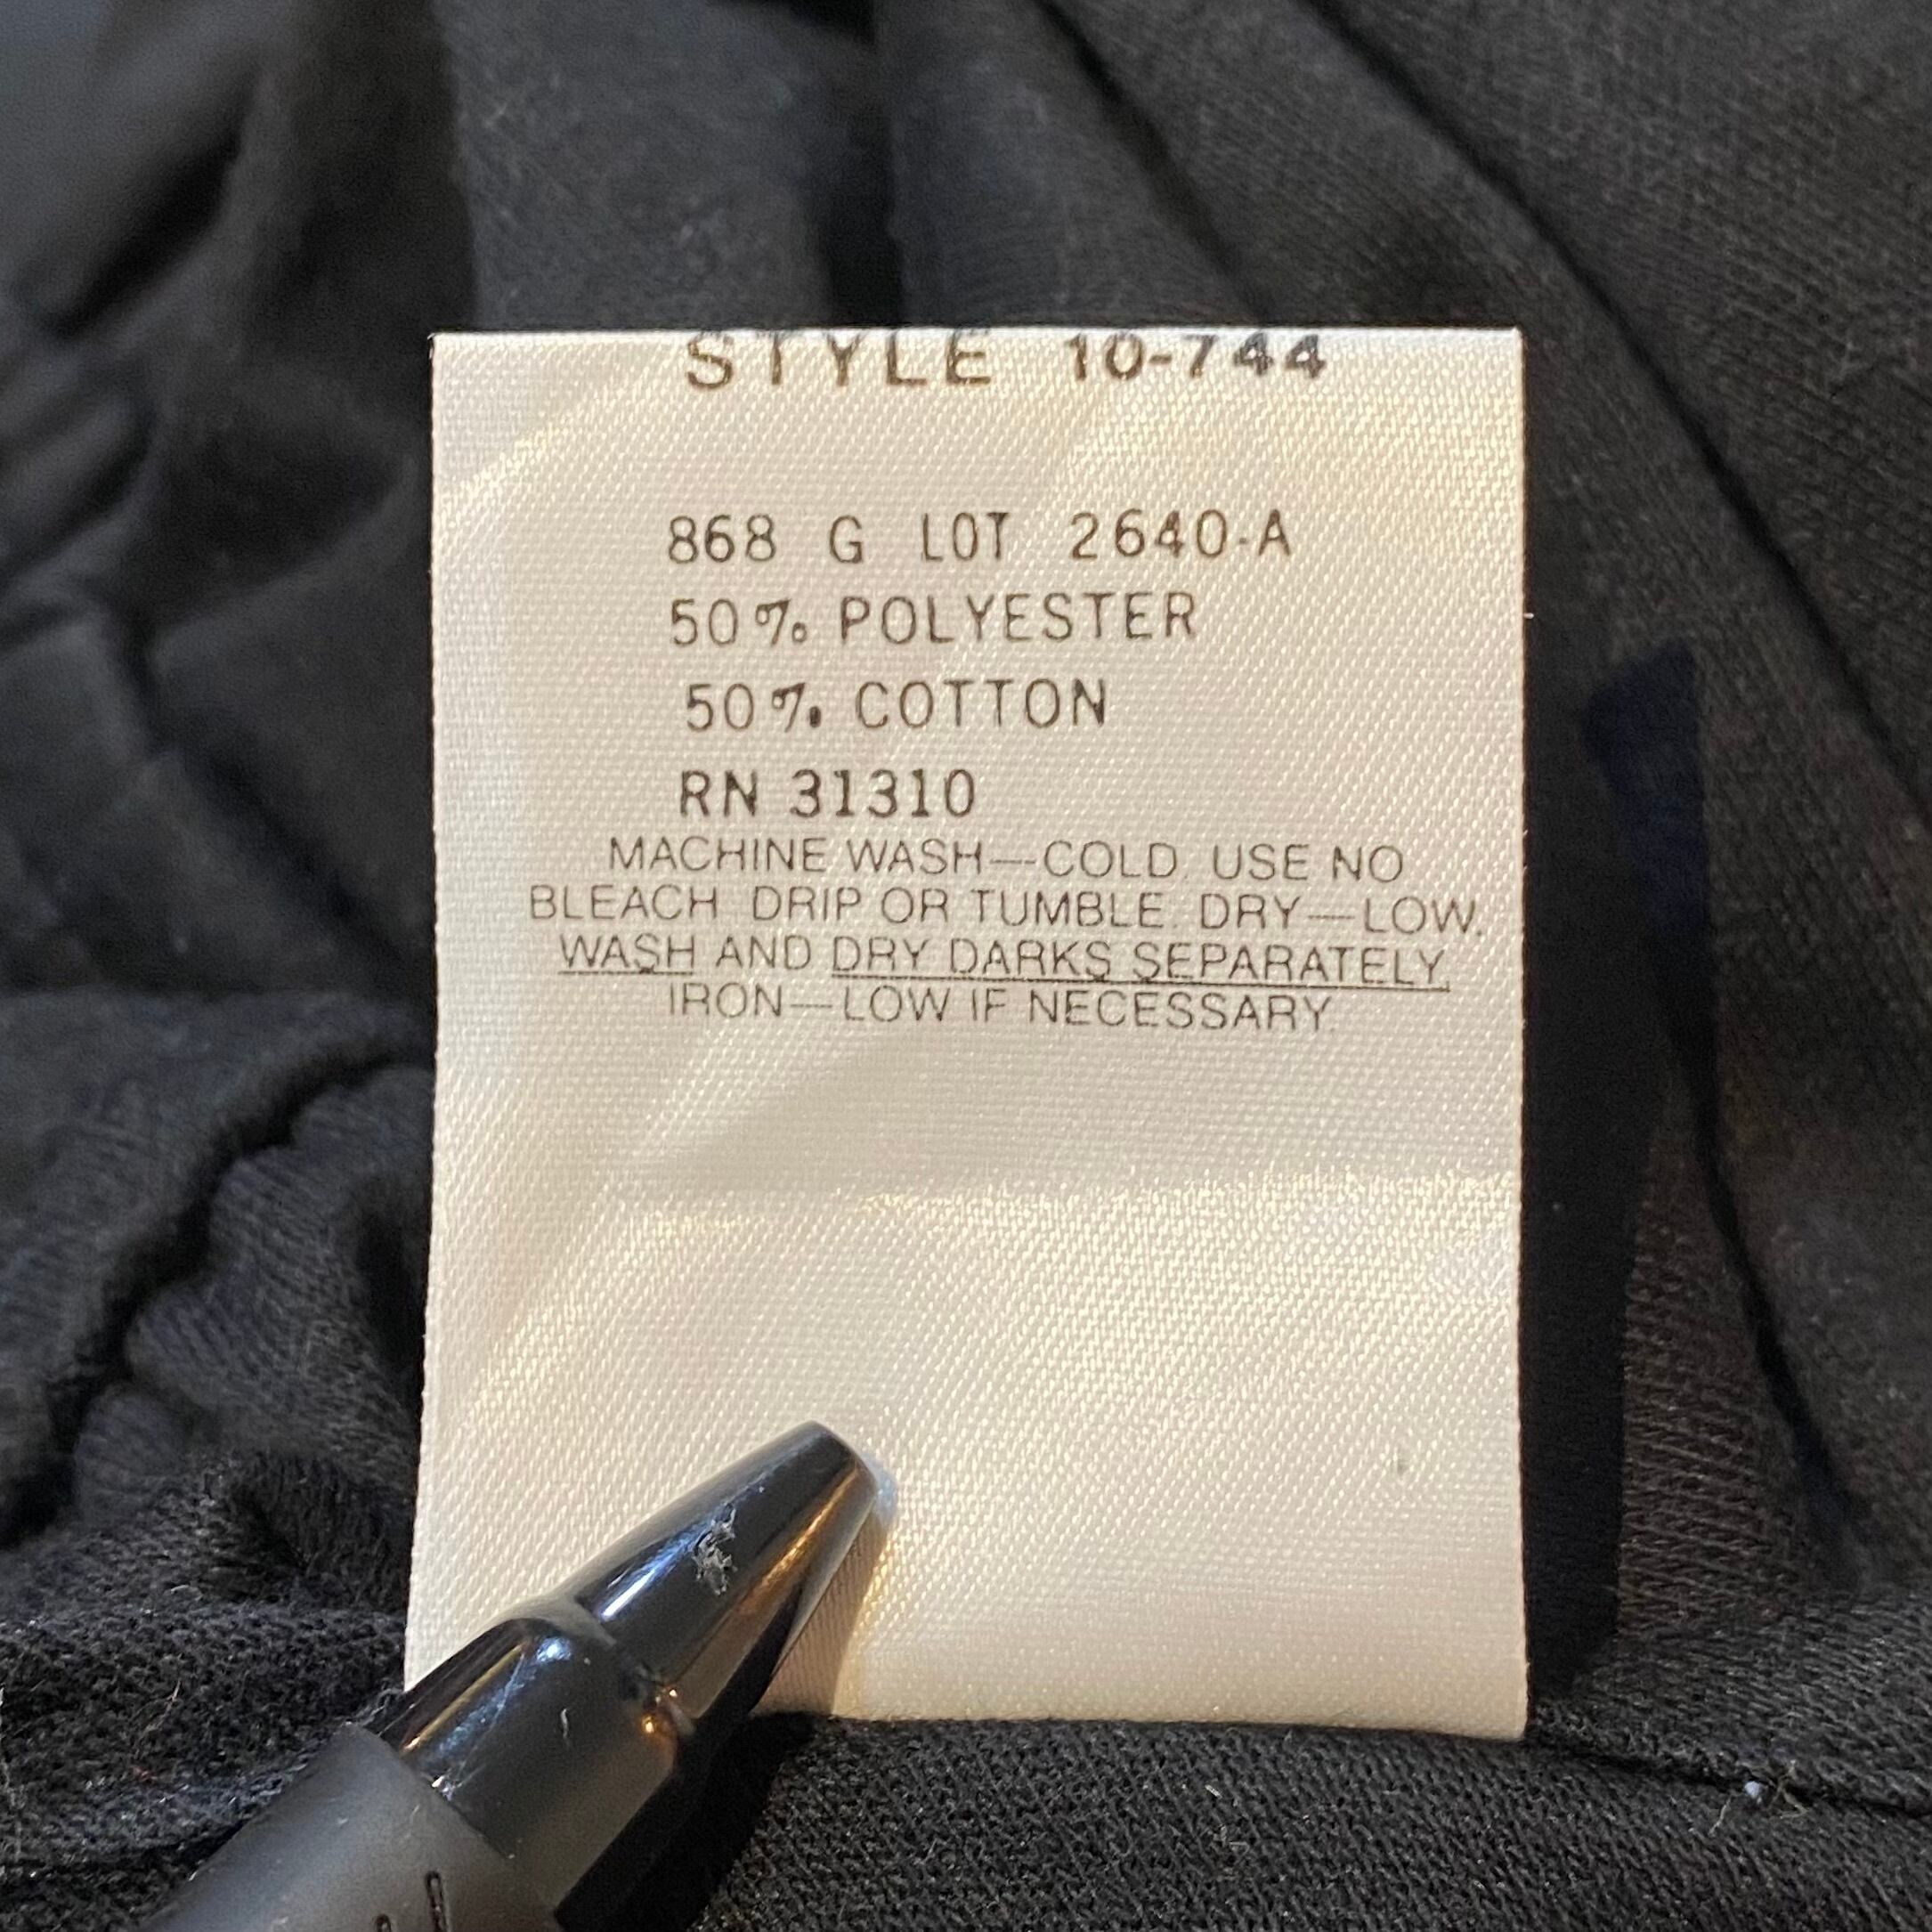 STYLE 10-744
868 G LOT 2640-A
50% POLYESTER
50% COTTON
RN 31310
MACHINE WASH—COLD. USE NO
BLEACH. DRIP OR TUMBLE. DRY—LOW.
WASH AND DRY DARKS SEPARATELY.
IRON—LOW IF NECESSARY.